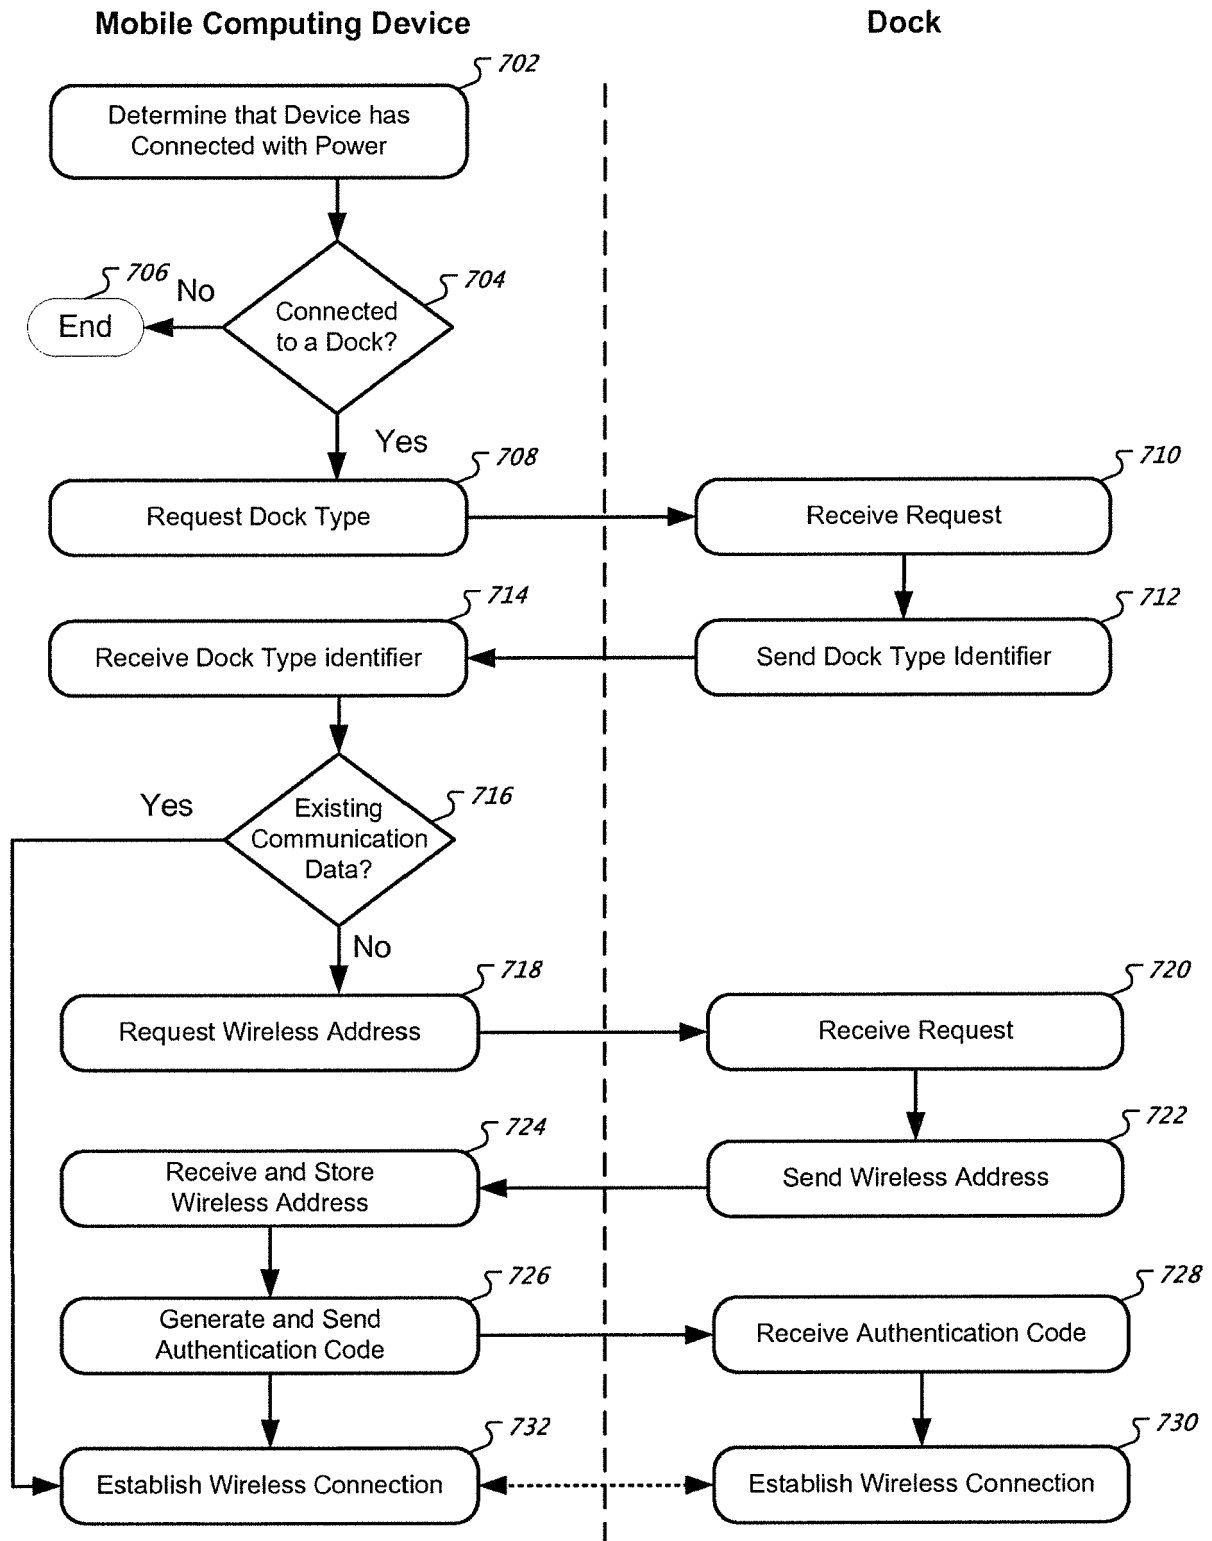 Mobile Computing Device
Dock
702
Determine that Device has
Connected with Power
706
No
704
End
Connected
to a Dock?
Yes
708
710
Request Dock Type
Receive Request
714
712
Receive Dock Type identifier
Send Dock Type Identifier
Yes
716
Existing
Communication
Data?
No
718
720
Request Wireless Address
Receive Request
724
722
Receive and Store
Wireless Address
Send Wireless Address
726
728
Generate and Send
Authentication Code
Receive Authentication Code
732
730
Establish Wireless Connection
Establish Wireless Connection